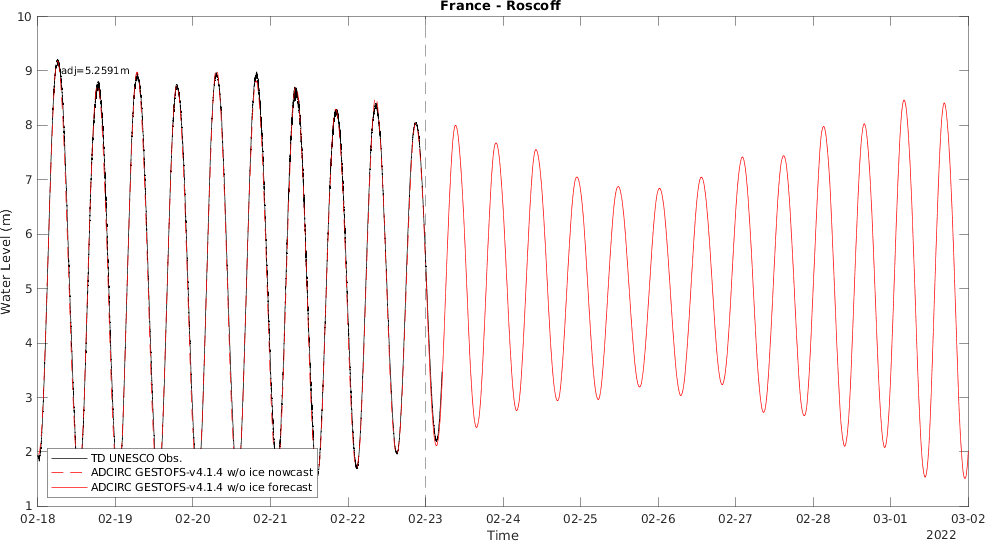 France - Roscoff
10
9
8
7
6
5
4
3
2
1
Water Level (m)
adj=5.2591m
TD UNESCO Obs.
ADCIRC GESTOFS-v4.1.4 w/o ice nowcast
ADCIRC GESTOFS-v4.1.4 w/o ice forecast
02-18 02-19 02-20 02-21 02-22 02-23 02-24 02-25 02-26 02-27 02-28 03-01 03-02
Time
2022